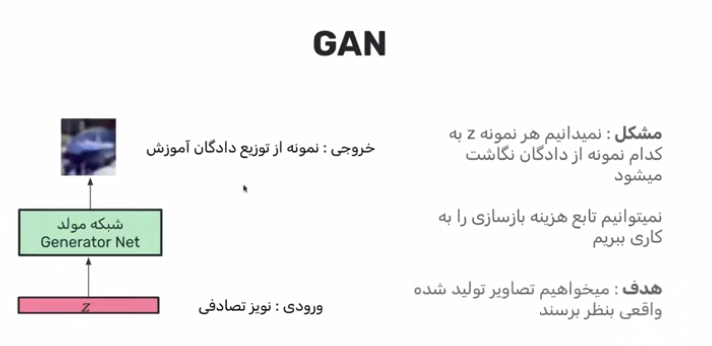 GAN
مشکل : نمیدانیم هر نمونه z به
کدام نمونه از دادگان نگاشت
میشود
خروجی : نمونه از توزیع دادگان آموزش
نمیتوانیم تابع هزینه بازسازی را به
کاری ببریم
شبکه مولد
Generator Net
هدف : میخواهیم تصاویر تولید شده
واقعی بنظر برسند
ورودی : نویز تصادفی
z